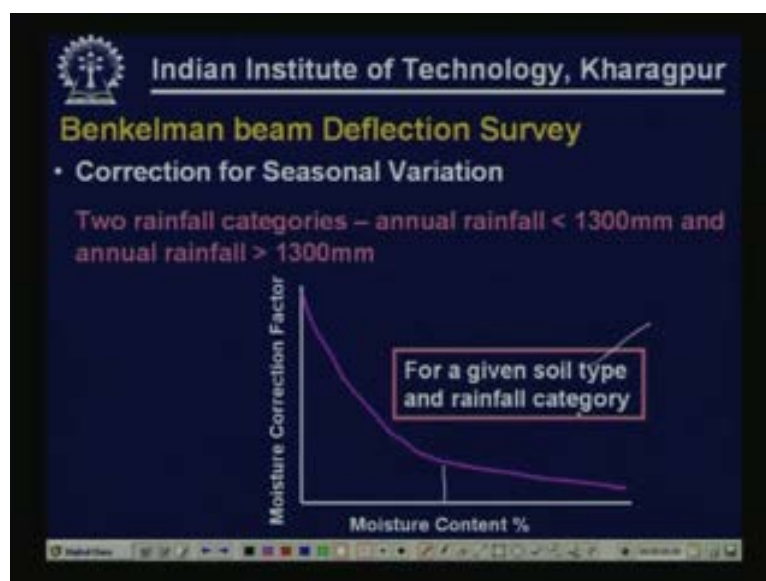 Indian Institute of Technology, Kharagpur
Benkelman beam Deflection Survey
• Correction for Seasonal Variation
Two rainfall categories – annual rainfall < 1300mm and
annual rainfall > 1300mm
Moisture Correction Factor
For a given soil type
and rainfall category
Moisture Content %